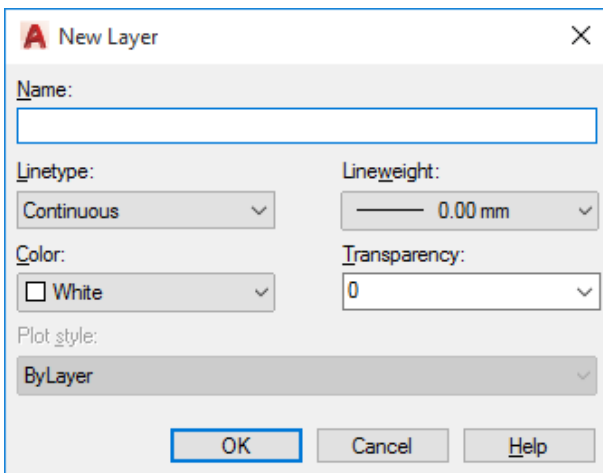 New Layer
Name:
Linetype: Lineweight:
Continuous 0.00 mm
Color: Transparency:
White 0
Plot style:
ByLayer
OK Cancel Help